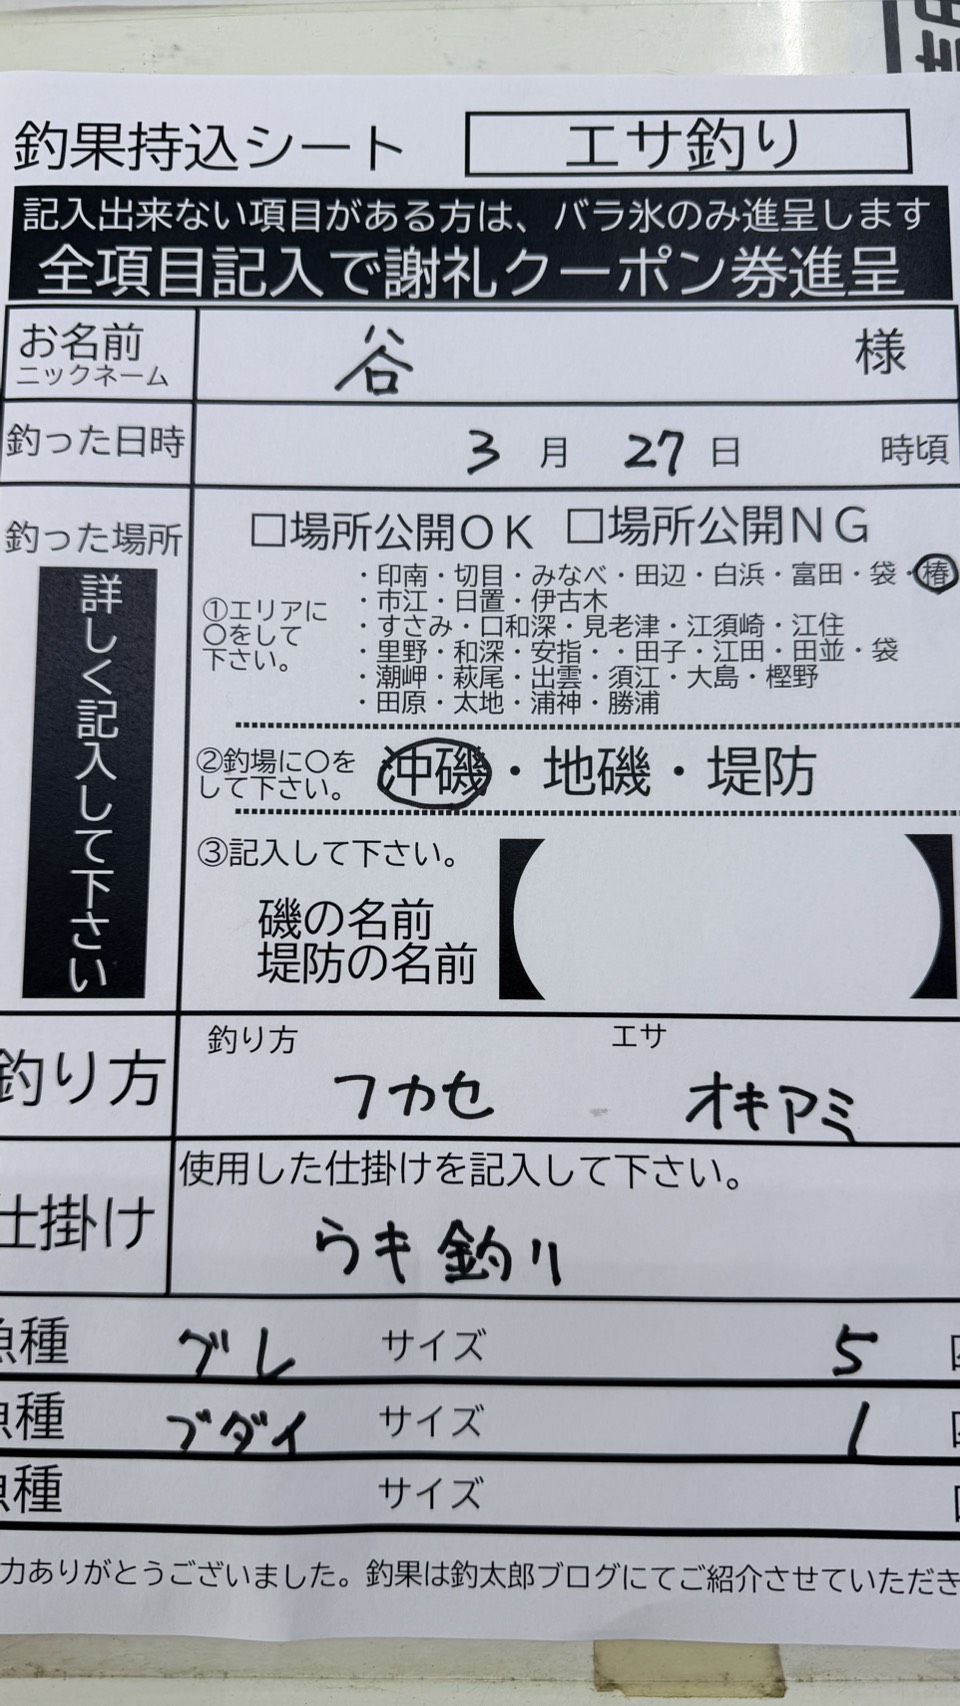 釣果持込シート エサ釣り
記入出来ない項目がある方は、バラ氷のみ進呈します
全項目記入で謝礼クーポン券進呈
お名前 谷 様
ニックネーム
釣った日時 3月27日 時頃
釣った場所 □場所公開OK □場所公開NG
詳しく記入して下さい
①エリアに
○をして
下さい。
・印南・切目・みなべ・田辺・白浜・富田・袋・椿
・市江・日置・伊古木
・すさみ・口和深・見老津・江須崎・江住
・里野・和深・安指・・田子・江田・田並・袋
・潮岬・萩尾・出雲・須江・大島・樫野
・田原・太地・浦神・勝浦
②釣場に○を
して下さい。
沖磯・地磯・堤防
③記入して下さい。
磯の名前
堤防の名前
釣り方 エサ
釣り方 フカセ オキアミ
使用した仕掛けを記入して下さい。
仕掛け うき釣り
魚種 グレ サイズ 5
魚種 ブダイ サイズ 1
魚種 サイズ
力ありがとうございました。釣果は釣太郎ブログにてご紹介させていただき